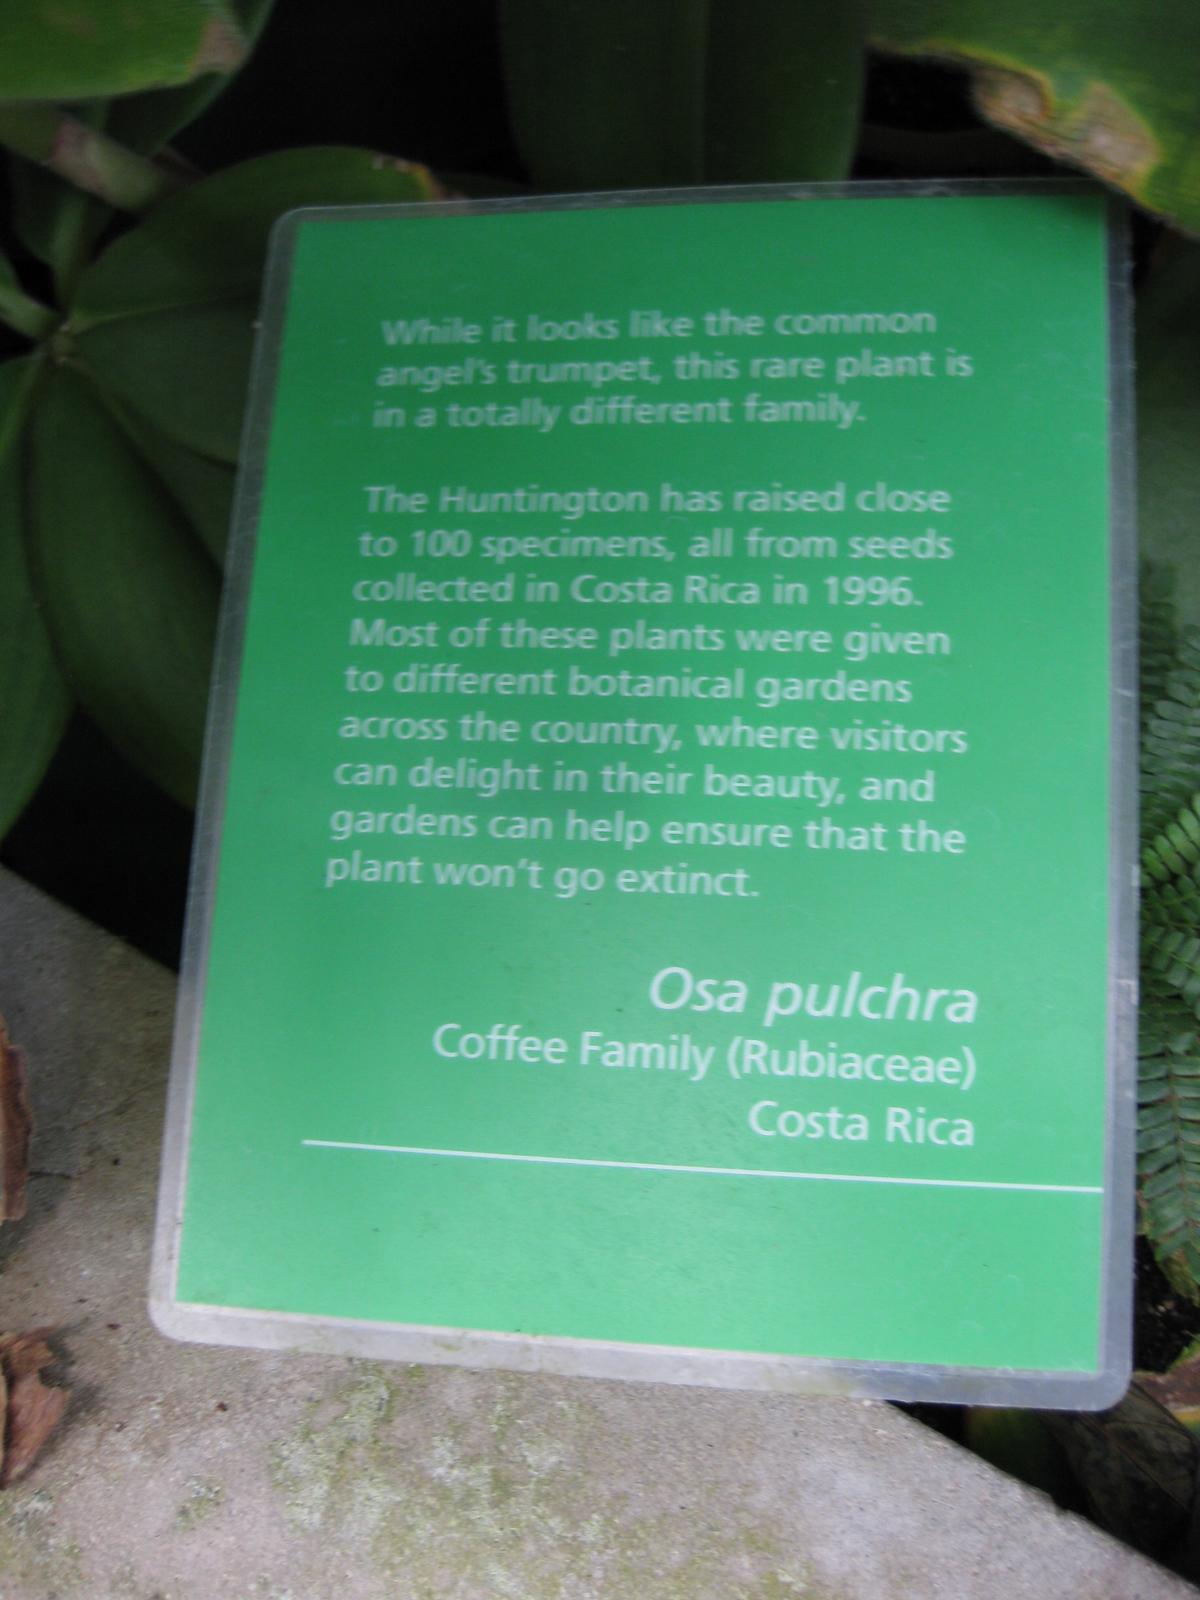 While it looks like the common
angel's trumpet, this rare plant is
in a totally different family.
The Huntington has raised close
to 100 specimens, all from seeds
collected in Costa Rica in 1996.
Most of these plants were given
to different botanical gardens
across the country, where visitors
can delight in their beauty, and
gardens can help ensure that the
plant won't go extinct.
Osa pulchra
Coffee Family (Rubiaceae)
Costa Rica